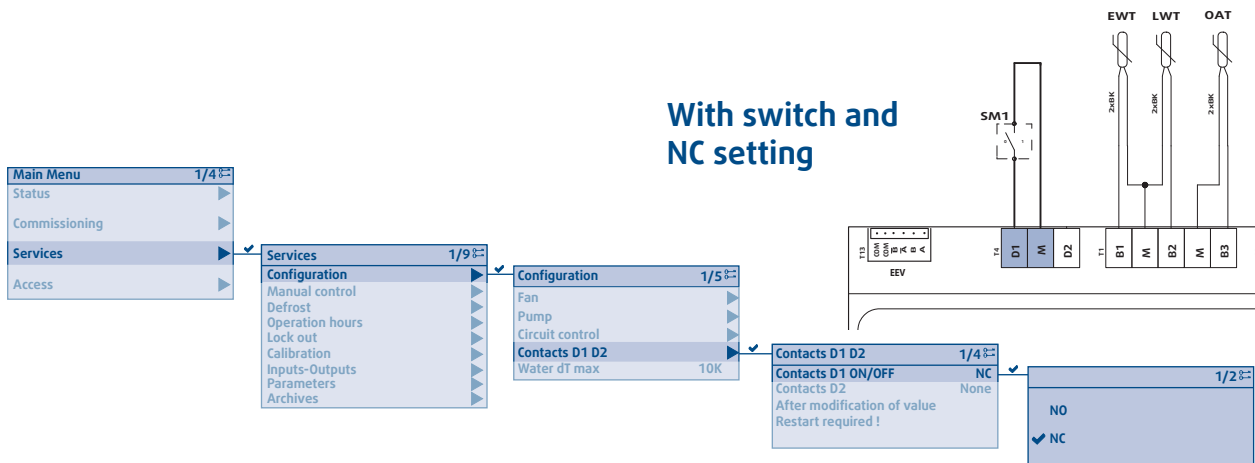 EWT LWT OAT
2xBK 2xBK 2xBK
With switch and
NC setting
SM1
0 1
T13
COM COM B A B A
EEV
T4 D1 M D2
T1 B1 M B2 M B3
Main Menu 1/4
Status
Commissioning
Services
Access
Services 1/9
Configuration
Manual control
Defrost
Operation hours
Lock out
Calibration
Inputs-Outputs
Parameters
Archives
Configuration 1/5
Fan
Pump
Circuit control
Contacts D1 D2
Water dT max 10K
Contacts D1 D2 1/4
Contacts D1 ON/OFF NC
Contacts D2 None
After modification of value
Restart required !
1/2
NO
NC